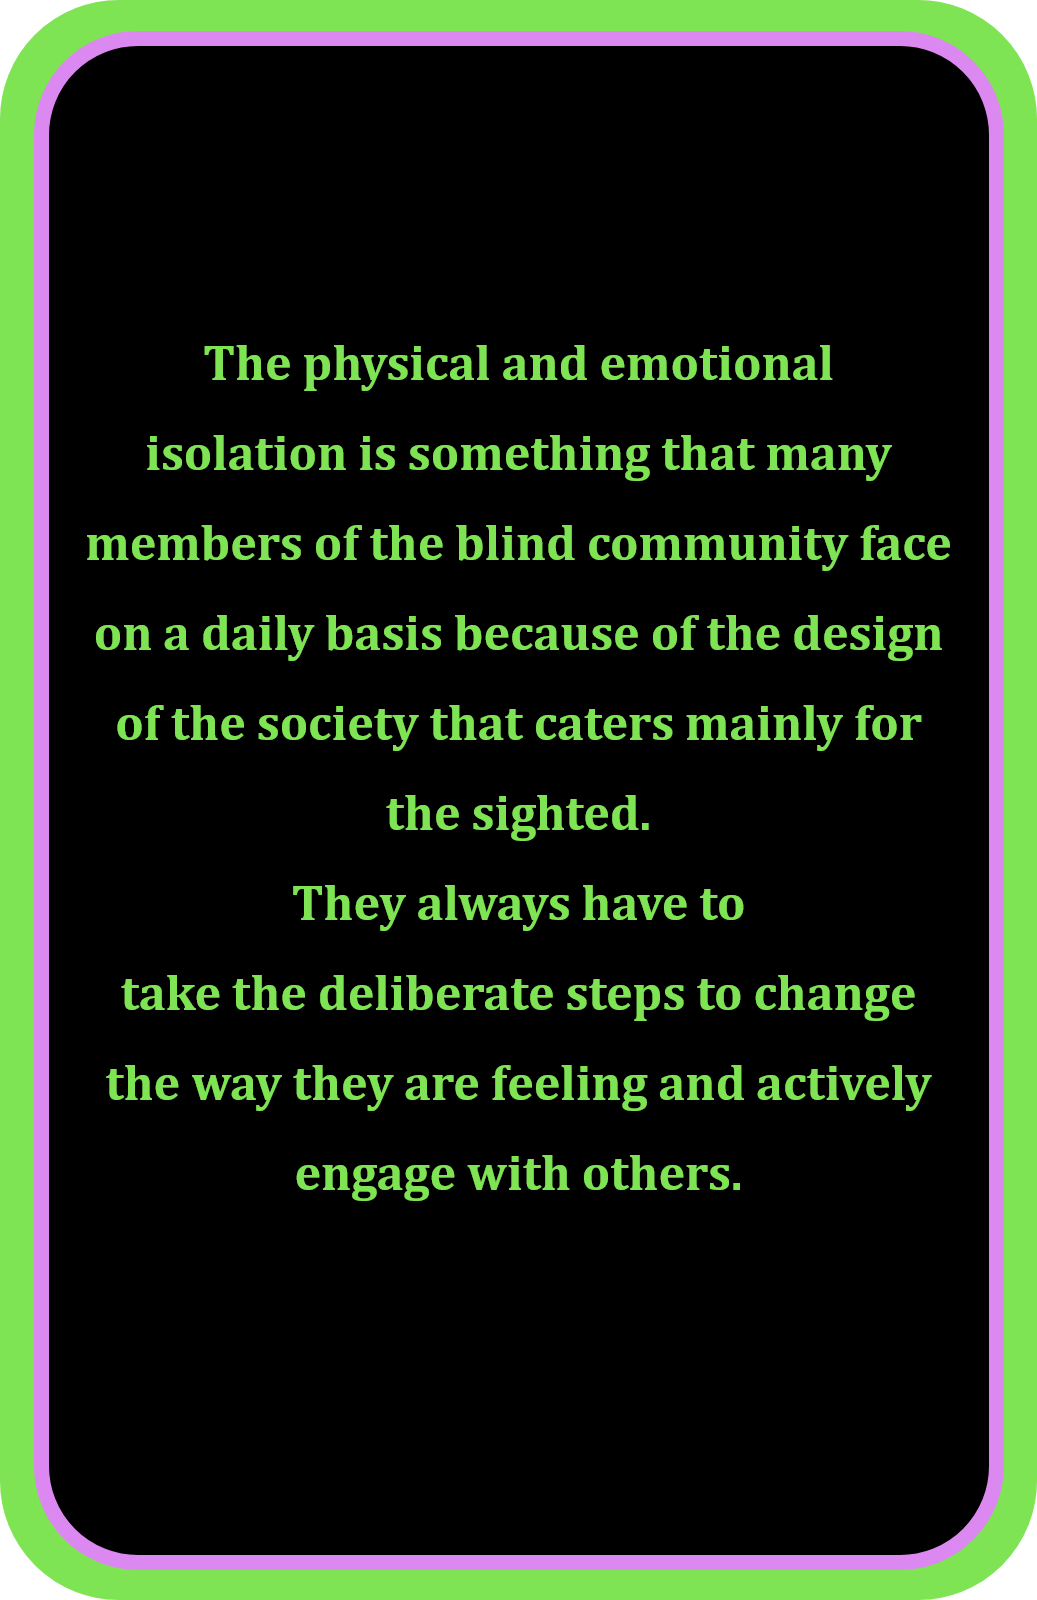 The physical and emotional
isolation is something that many
members of the blind community face
on a daily basis because of the design
of the society that caters mainly for
the sighted.
They always have to
take the deliberate steps to change
the way they are feeling and actively
engage with others.